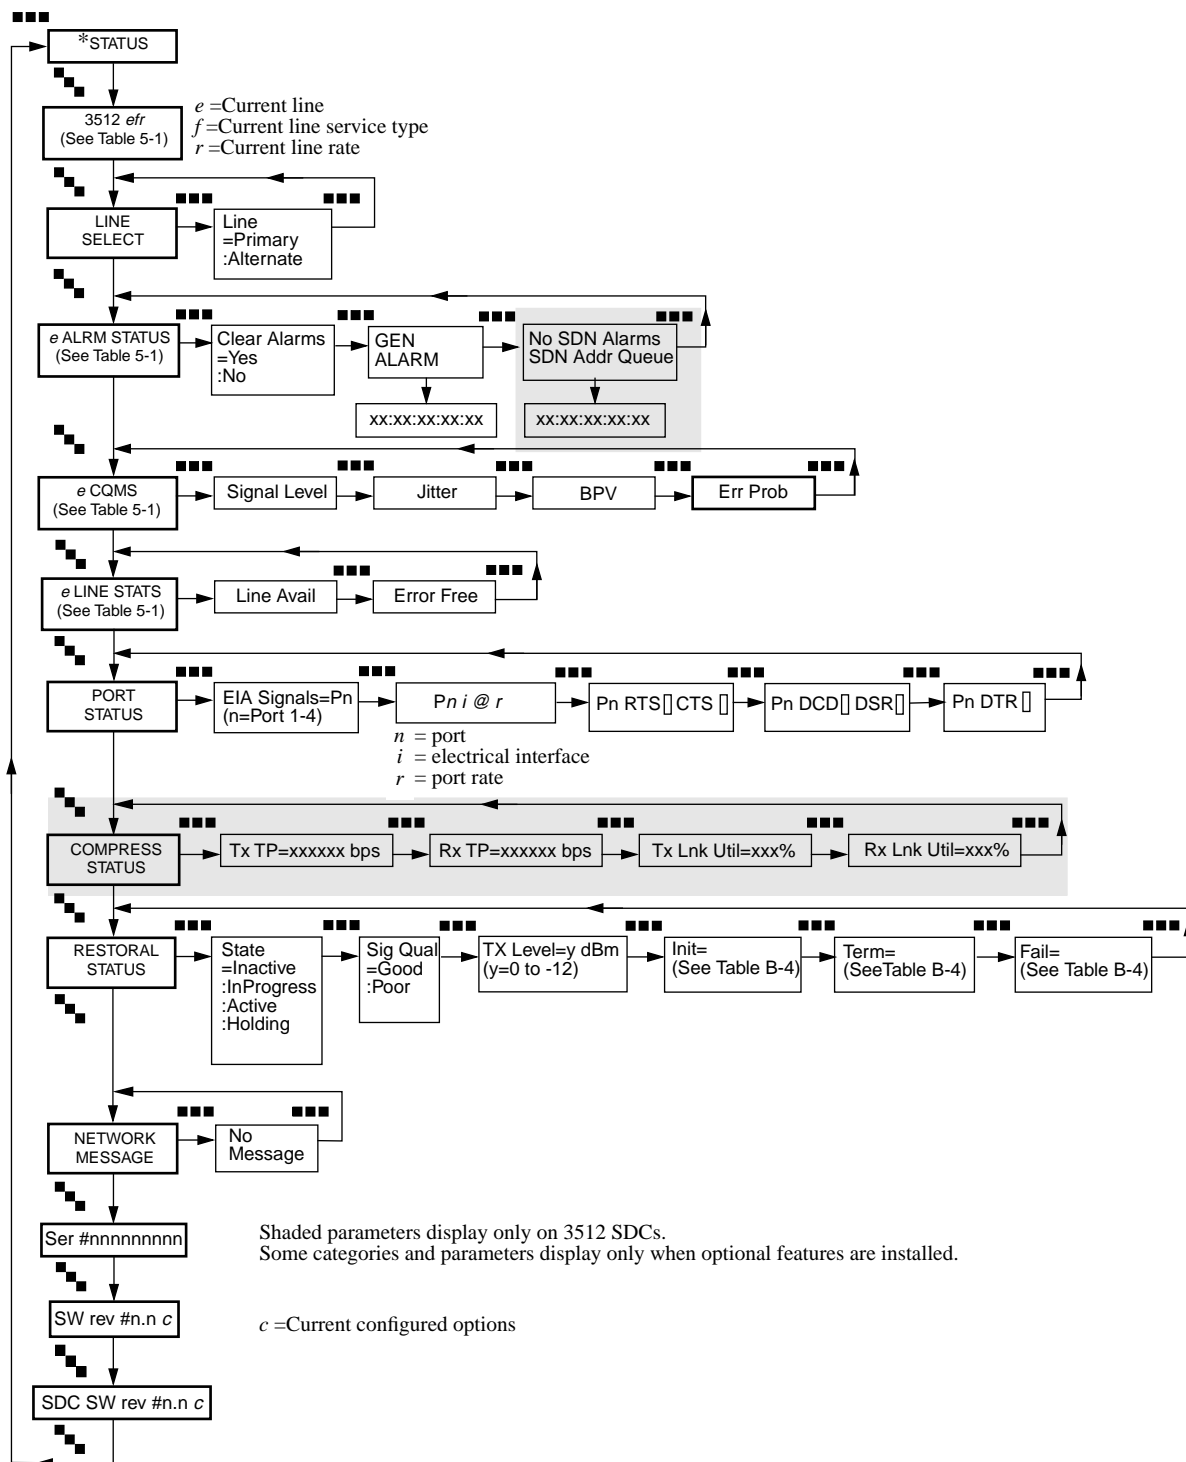 *STATUS
3512 efr
(See Table 5-1)
e =Current line
f =Current line service type
r =Current line rate
LINE
SELECT
Line
=Primary
:Alternate
e ALRM STATUS
(See Table 5-1)
Clear Alarms
=Yes
:No
GEN
ALARM
xx:xx:xx:xx:xx
No SDN Alarms
SDN Addr Queue
xx:xx:xx:xx:xx
e CQMS
(See Table 5-1)
Signal Level
Jitter
BPV
Err Prob
e LINE STATS
(See Table 5-1)
Line Avail
Error Free
PORT
STATUS
EIA Signals=Pn
(n=Port 1-4)
Pn i @ r
n = port
i = electrical interface
r = port rate
Pn RTS▯ CTS ▯
Pn DCD▯ DSR▯
Pn DTR ▯
COMPRESS
STATUS
Tx TP=xxxxxx bps
Rx TP=xxxxxx bps
Tx Lnk Util=xxx%
Rx Lnk Util=xxx%
RESTORAL
STATUS
State
=Inactive
:InProgress
:Active
:Holding
Sig Qual
=Good
:Poor
TX Level=y dBm
(y=0 to -12)
Init=
(See Table B-4)
Term=
(SeeTable B-4)
Fail=
(See Table B-4)
NETWORK
MESSAGE
No
Message
Ser #nnnnnnnnn
Shaded parameters display only on 3512 SDCs.
Some categories and parameters display only when optional features are installed.
SW rev #n.n c
c =Current configured options
SDC SW rev #n.n c